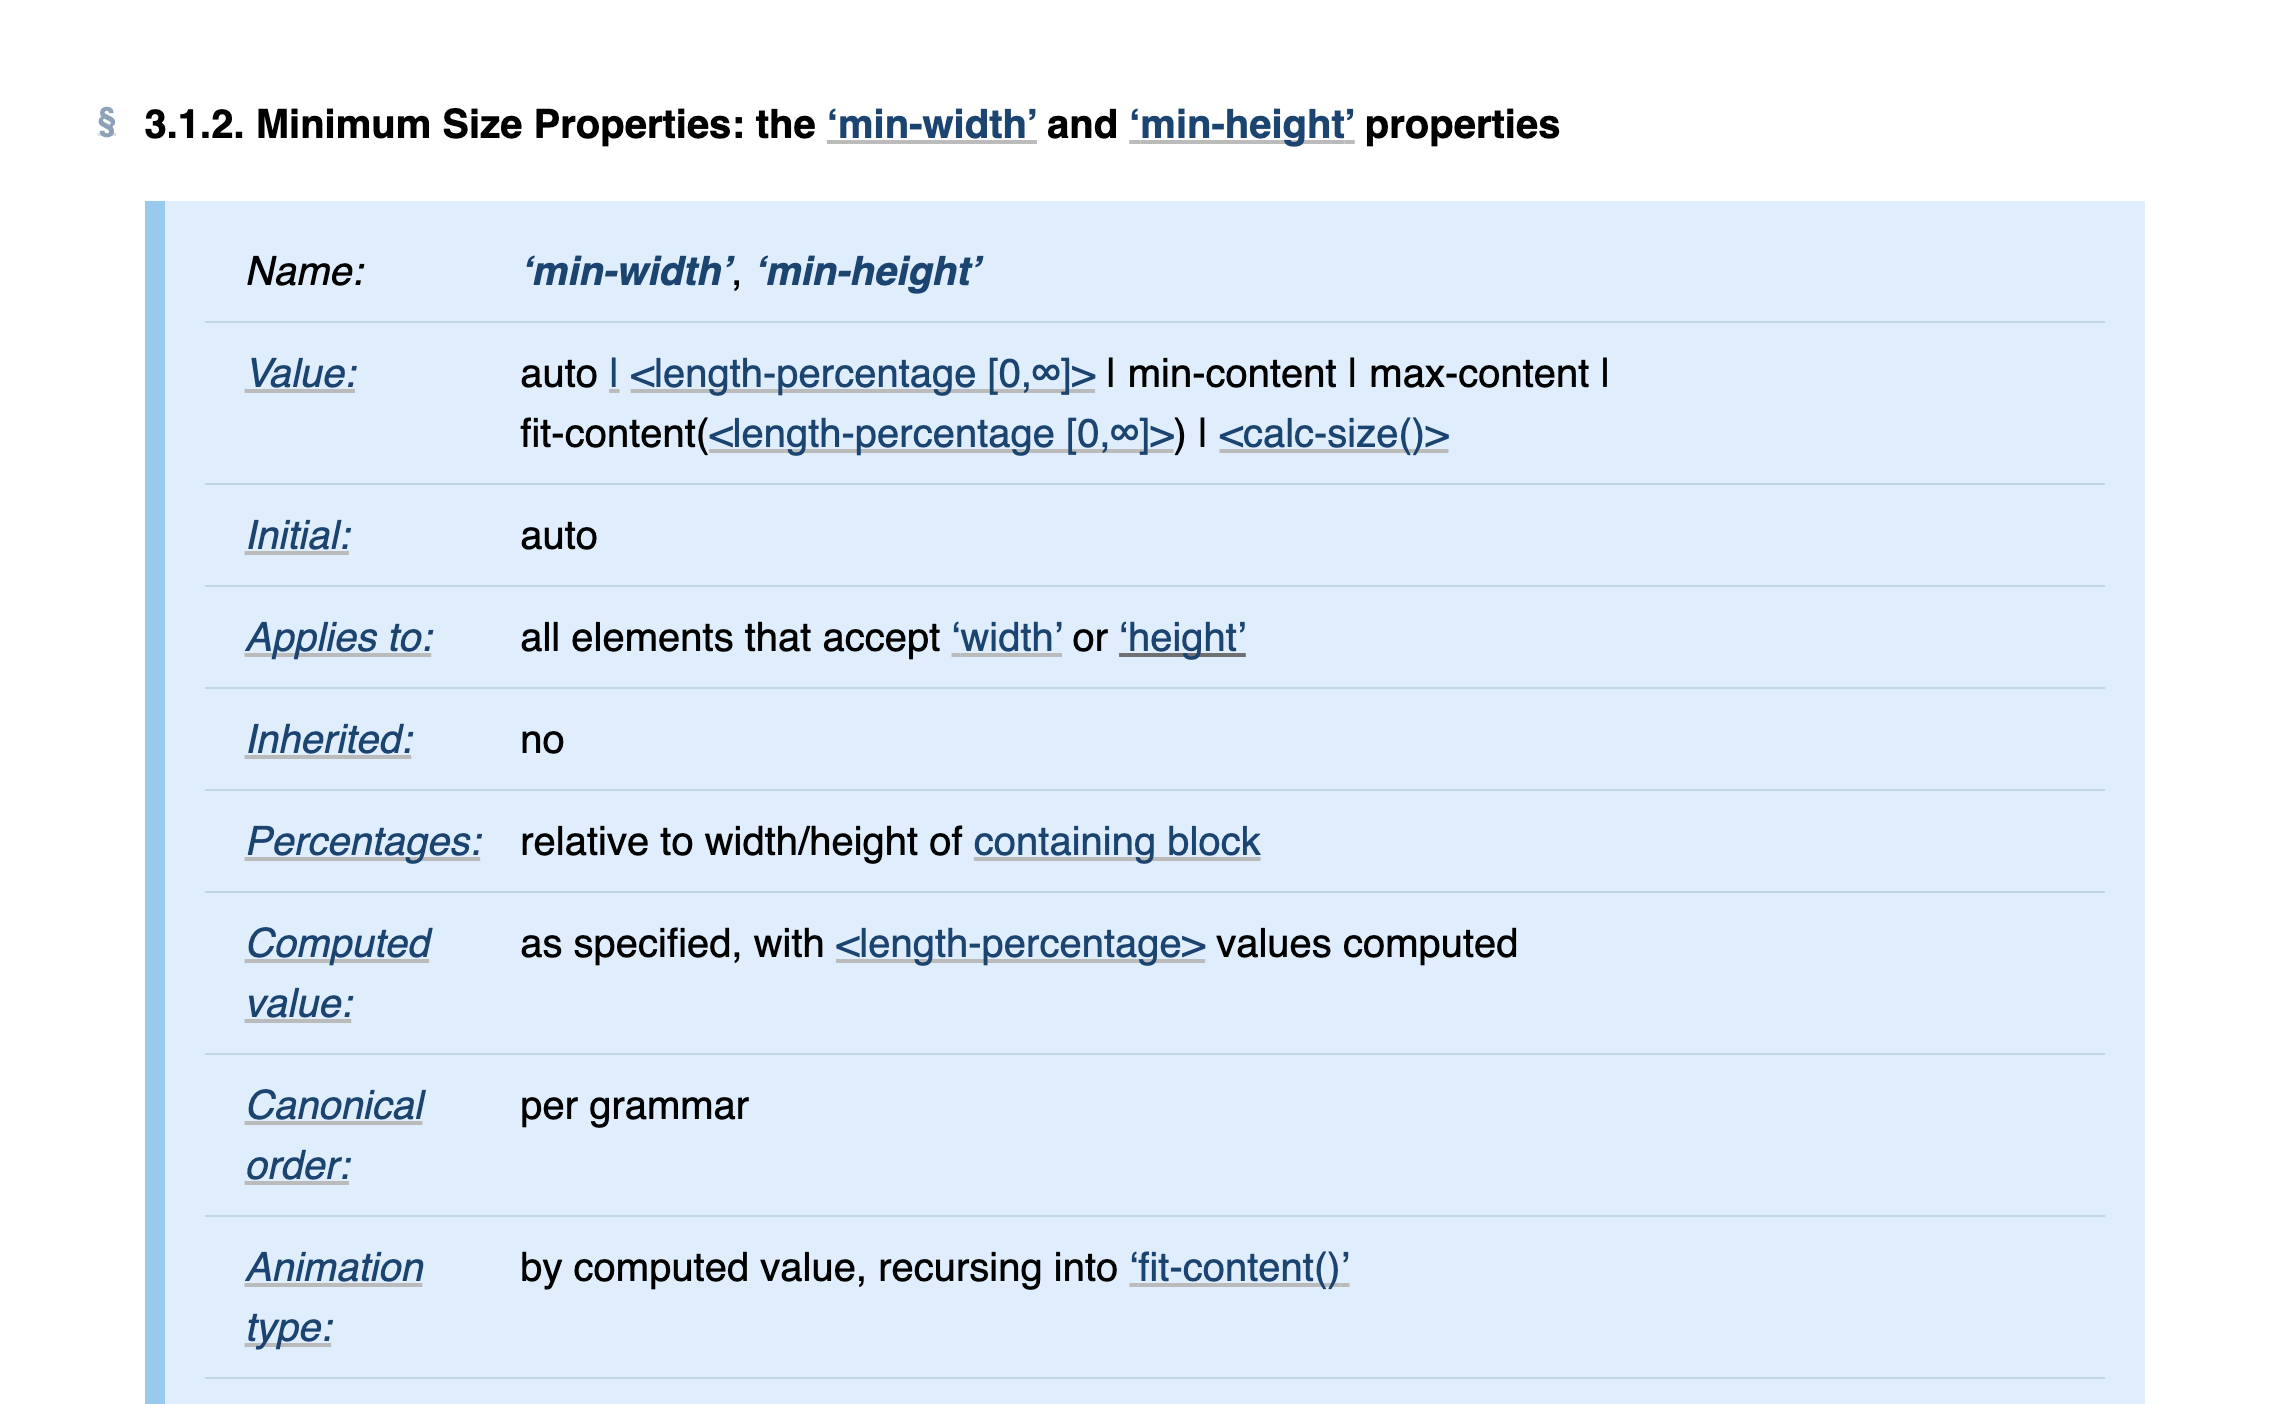 § 3.1.2. Minimum Size Properties: the ‘min-width’ and ‘min-height’ properties
Name: ‘min-width’, ‘min-height’
Value: auto | <length-percentage [0,∞]> | min-content | max-content |
fit-content(<length-percentage [0,∞]>) | <calc-size()>
Initial: auto
Applies to: all elements that accept ‘width’ or ‘height’
Inherited: no
Percentages: relative to width/height of containing block
Computed value: as specified, with <length-percentage> values computed
Canonical order: per grammar
Animation type: by computed value, recursing into ‘fit-content()’